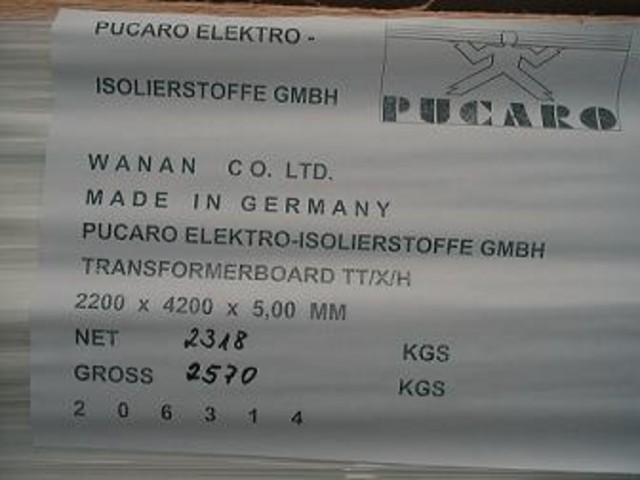 PUCARO ELEKTRO -
ISOLIERSTOFFE GMBH
PUCARO
WANAN CO. LTD.
MADE IN GERMANY
PUCARO ELEKTRO-ISOLIERSTOFFE GMBH
TRANSFORMERBOARD TT/X/H
2200 x 4200 x 5,00 MM
NET 2318 KGS
GROSS 2570 KGS
2 0 6 3 1 4